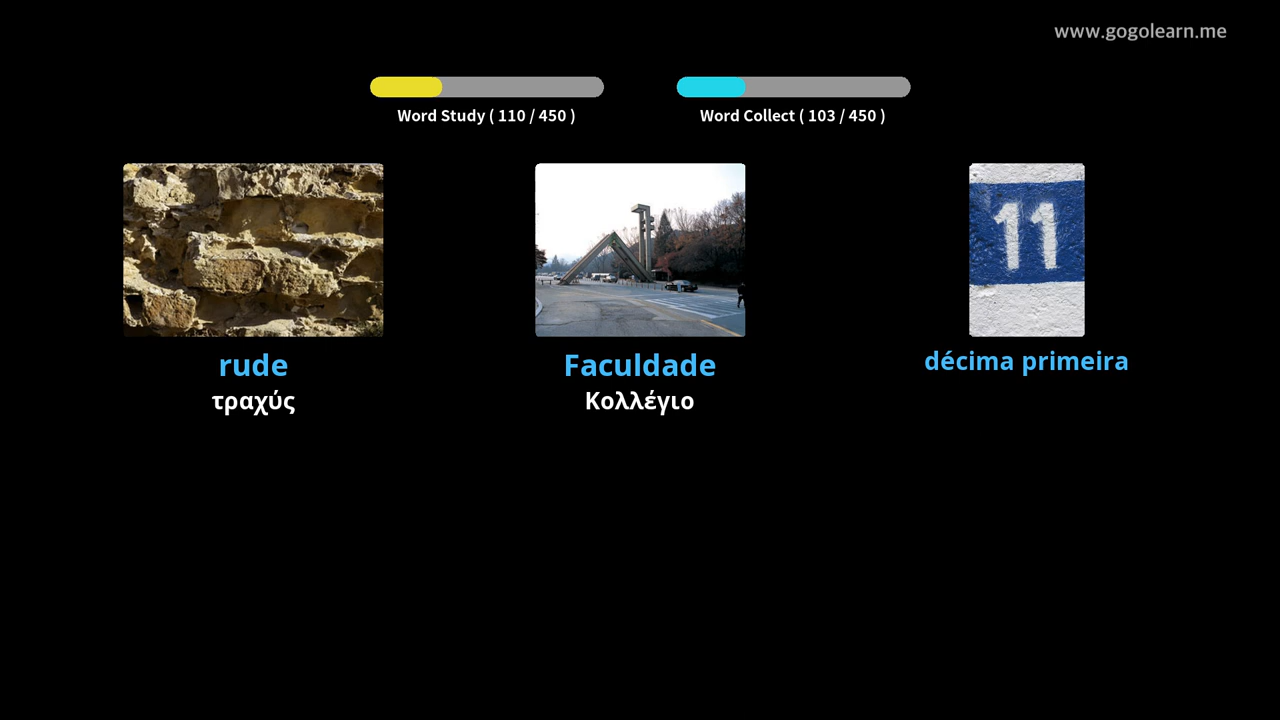 www.gogolearn.me
Word Study ( 110 / 450 )
Word Collect ( 103 / 450 )
11
rude
τραχύς
Faculdade
Κολλέγιο
décima primeira